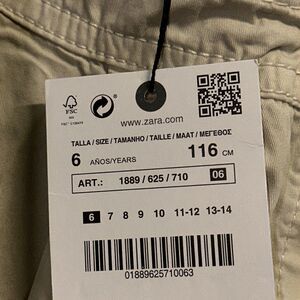 FSC
www.zara.com
TALLA / SIZE / TAMANHO / TAILLE / MAAT / ΜΕΓΕΘΟΣ
6 AÑOS/YEARS 116 CM
ART.: 1889 / 625 / 710 06
6 7 8 9 10 11-12 13-14
01889625710063